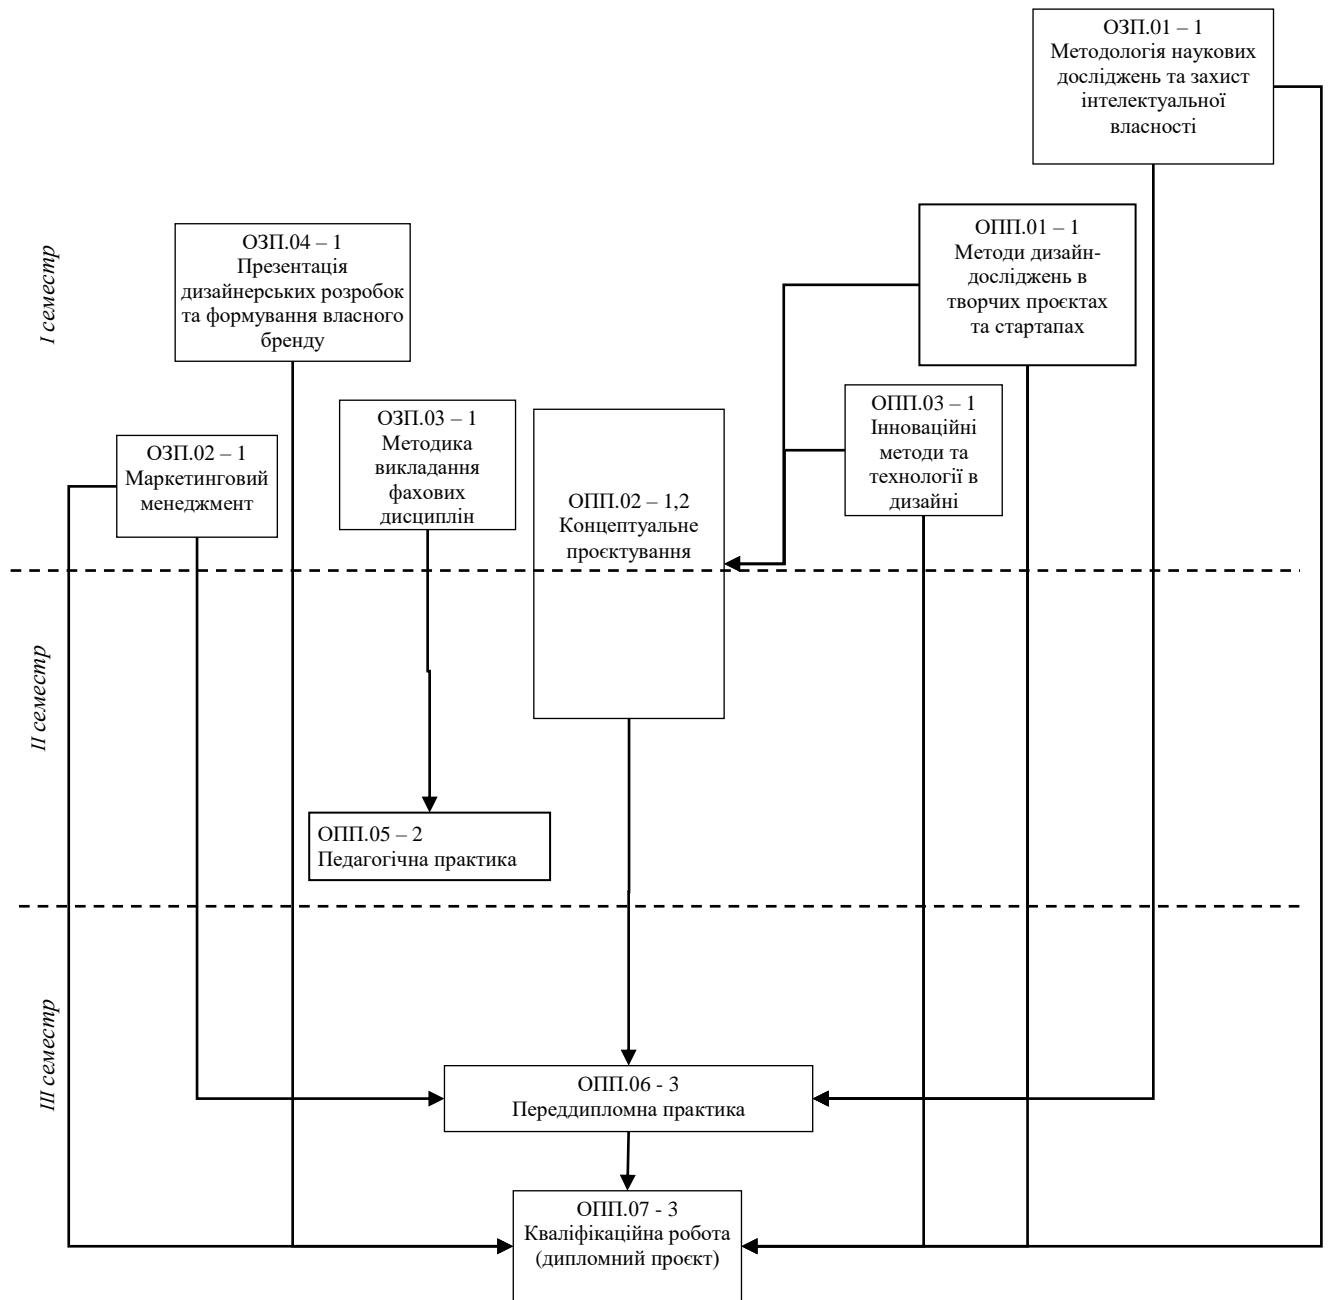 ОЗП.01 – 1
Методологія наукових
досліджень та захист
інтелектуальної
власності
І семестр
ОЗП.04 – 1
Презентація
дизайнерських розробок
та формування власного
бренду
ОПП.01 – 1
Методи дизайн-
досліджень в
творчих проєктах
та стартапах
ОЗП.02 – 1
Маркетинговий
менеджмент
ОЗП.03 – 1
Методика
викладання
фахових
дисциплін
ОПП.02 – 1,2
Концептуальне
проєктування
ОПП.03 – 1
Інноваційні
методи та
технології в
дизайні
ІІ семестр
ОПП.05 – 2
Педагогічна практика
ІІІ семестр
ОПП.06 - 3
Переддипломна практика
ОПП.07 - 3
Кваліфікаційна робота
(дипломний проєкт)